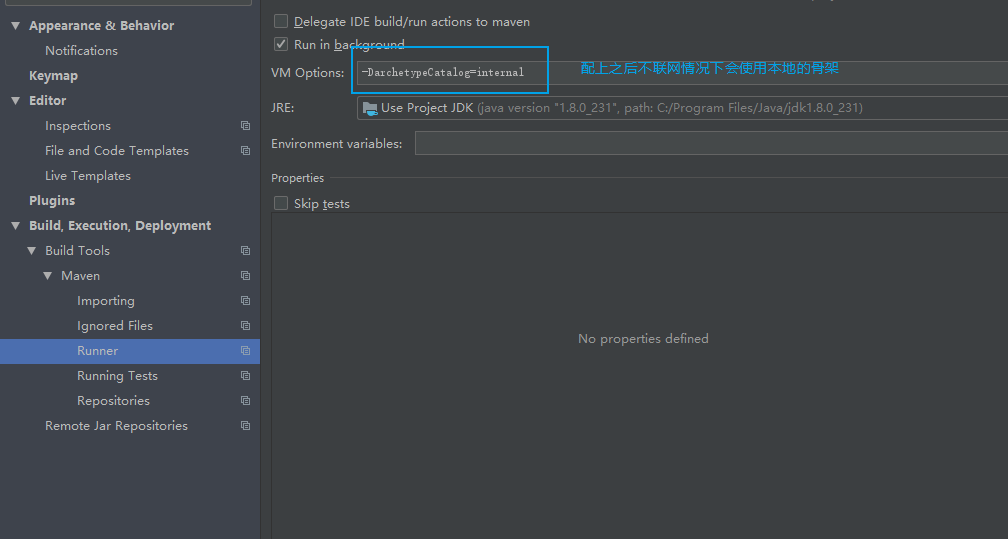 Appearance & Behavior
Notifications
Keymap
Editor
Inspections
File and Code Templates
Live Templates
Plugins
Build, Execution, Deployment
Build Tools
Maven
Importing
Ignored Files
Runner
Running Tests
Repositories
Remote Jar Repositories
Delegate IDE build/run actions to maven
Run in background
VM Options: -DarchetypeCatalog=internal 配上之后不联网情况下会使用本地的骨架
JRE: Use Project JDK (java version "1.8.0_231", path: C:/Program Files/Java/jdk1.8.0_231)
Environment variables:
Properties
Skip tests
No properties defined